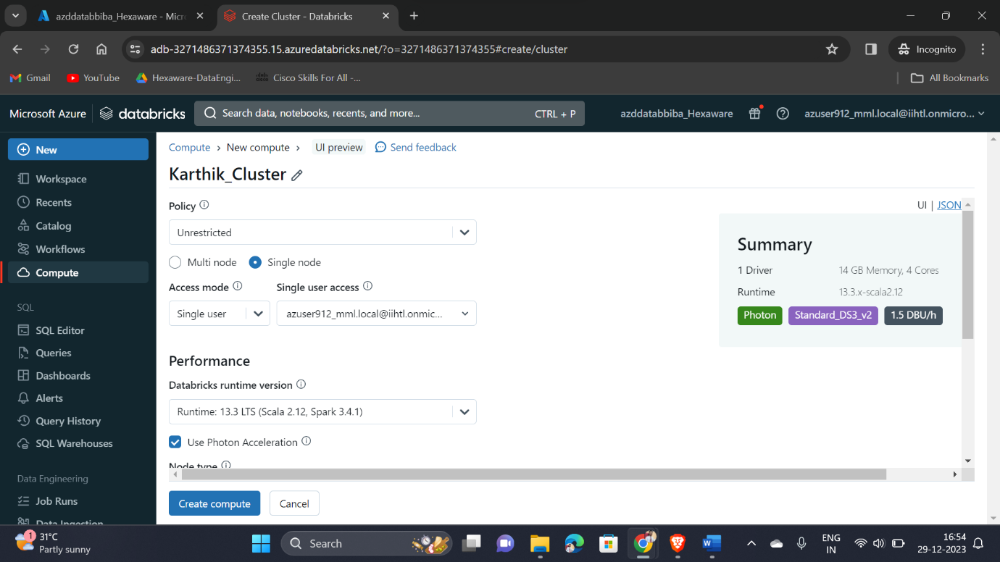 azddatabbiba_Hexaware - Micr
Create Cluster - Databricks
adb-3271486371374355.15.azuredatabricks.net/?o=3271486371374355#create/cluster
Incognito
Gmail
YouTube
Hexaware-DataEngi...
Cisco Skills For All -...
All Bookmarks
Microsoft Azure
databricks
Search data, notebooks, recents, and more...
CTRL + P
azddatabbiba_Hexaware
azuser912_mml.local@iihtl.onmicro...
New
Workspace
Recents
Catalog
Workflows
Compute
SQL
SQL Editor
Queries
Dashboards
Alerts
Query History
SQL Warehouses
Data Engineering
Job Runs
Data Ingestion
Compute › New compute › UI preview Send feedback
Karthik_Cluster
Policy
Unrestricted
Multi node Single node
Access mode Single user access
Single user azuser912_mml.local@iihtl.onmic...
Performance
Databricks runtime version
Runtime: 13.3 LTS (Scala 2.12, Spark 3.4.1)
Use Photon Acceleration
Node type
Create compute Cancel
UI | JSON
Summary
1 Driver 14 GB Memory, 4 Cores
Runtime 13.3.x-scala2.12
Photon Standard_DS3_v2 1.5 DBU/h
1
31°C
Partly sunny
Search
ENG
IN
16:54
29-12-2023